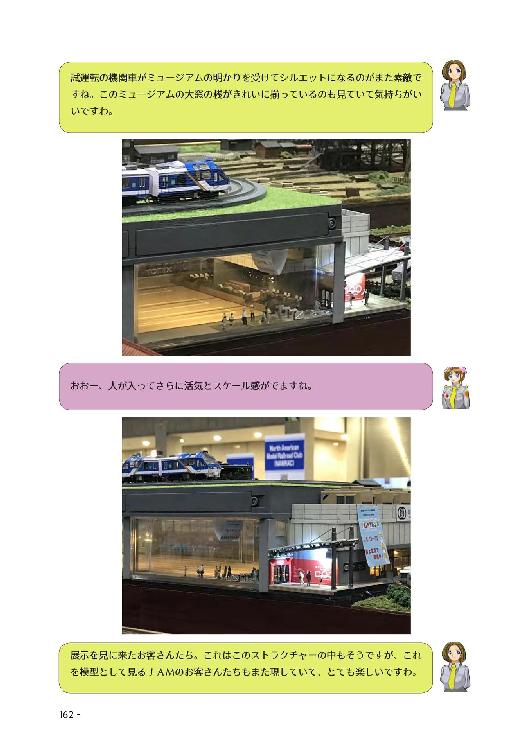 試運転の機関車がミュージアムの明かりを受けてシルエットになるのがまた素敵で
すね。このミュージアムの大梁の桟がきれいに揃っているのも見ていて気持ちがい
いですわ。
TOMIX
おおー、人が入ってさらに活気とスケール感がでますね。
North American
Model Railroad Club
(NAMRAC)
展示を見に来たお客さんたち。これはこのストラクチャーの中もそうですが、これ
を模型として見るJAMのお客さんたちもまた現していて、とても楽しいですわ。
162 -